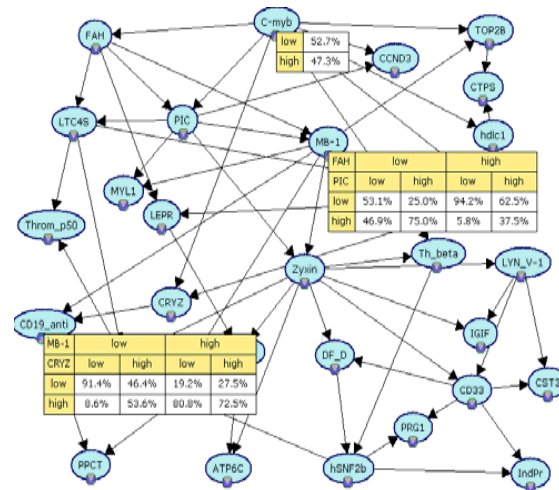 C-myb
FAH
TOP2B
low 52.7%
high 47.3%
CCND3
CTPS
LTC4S
PIC
hdlc1
MB-1
FAH low high
PIC low high low high
low 53.1% 25.0% 94.2% 62.5%
high 46.9% 75.0% 5.8% 37.5%
MYL1
LEPR
Throm_p50
Th_beta
Zyxin
LYN_V-1
CRYZ
CD19_anti
IGIF
MB-1 low high
CRYZ low high low high
low 91.4% 46.4% 19.2% 27.5%
high 8.6% 53.6% 80.8% 72.5%
DF_D
CD33
CST3
PRG1
PPCT
ATP6C
hSNF2b
IndPr